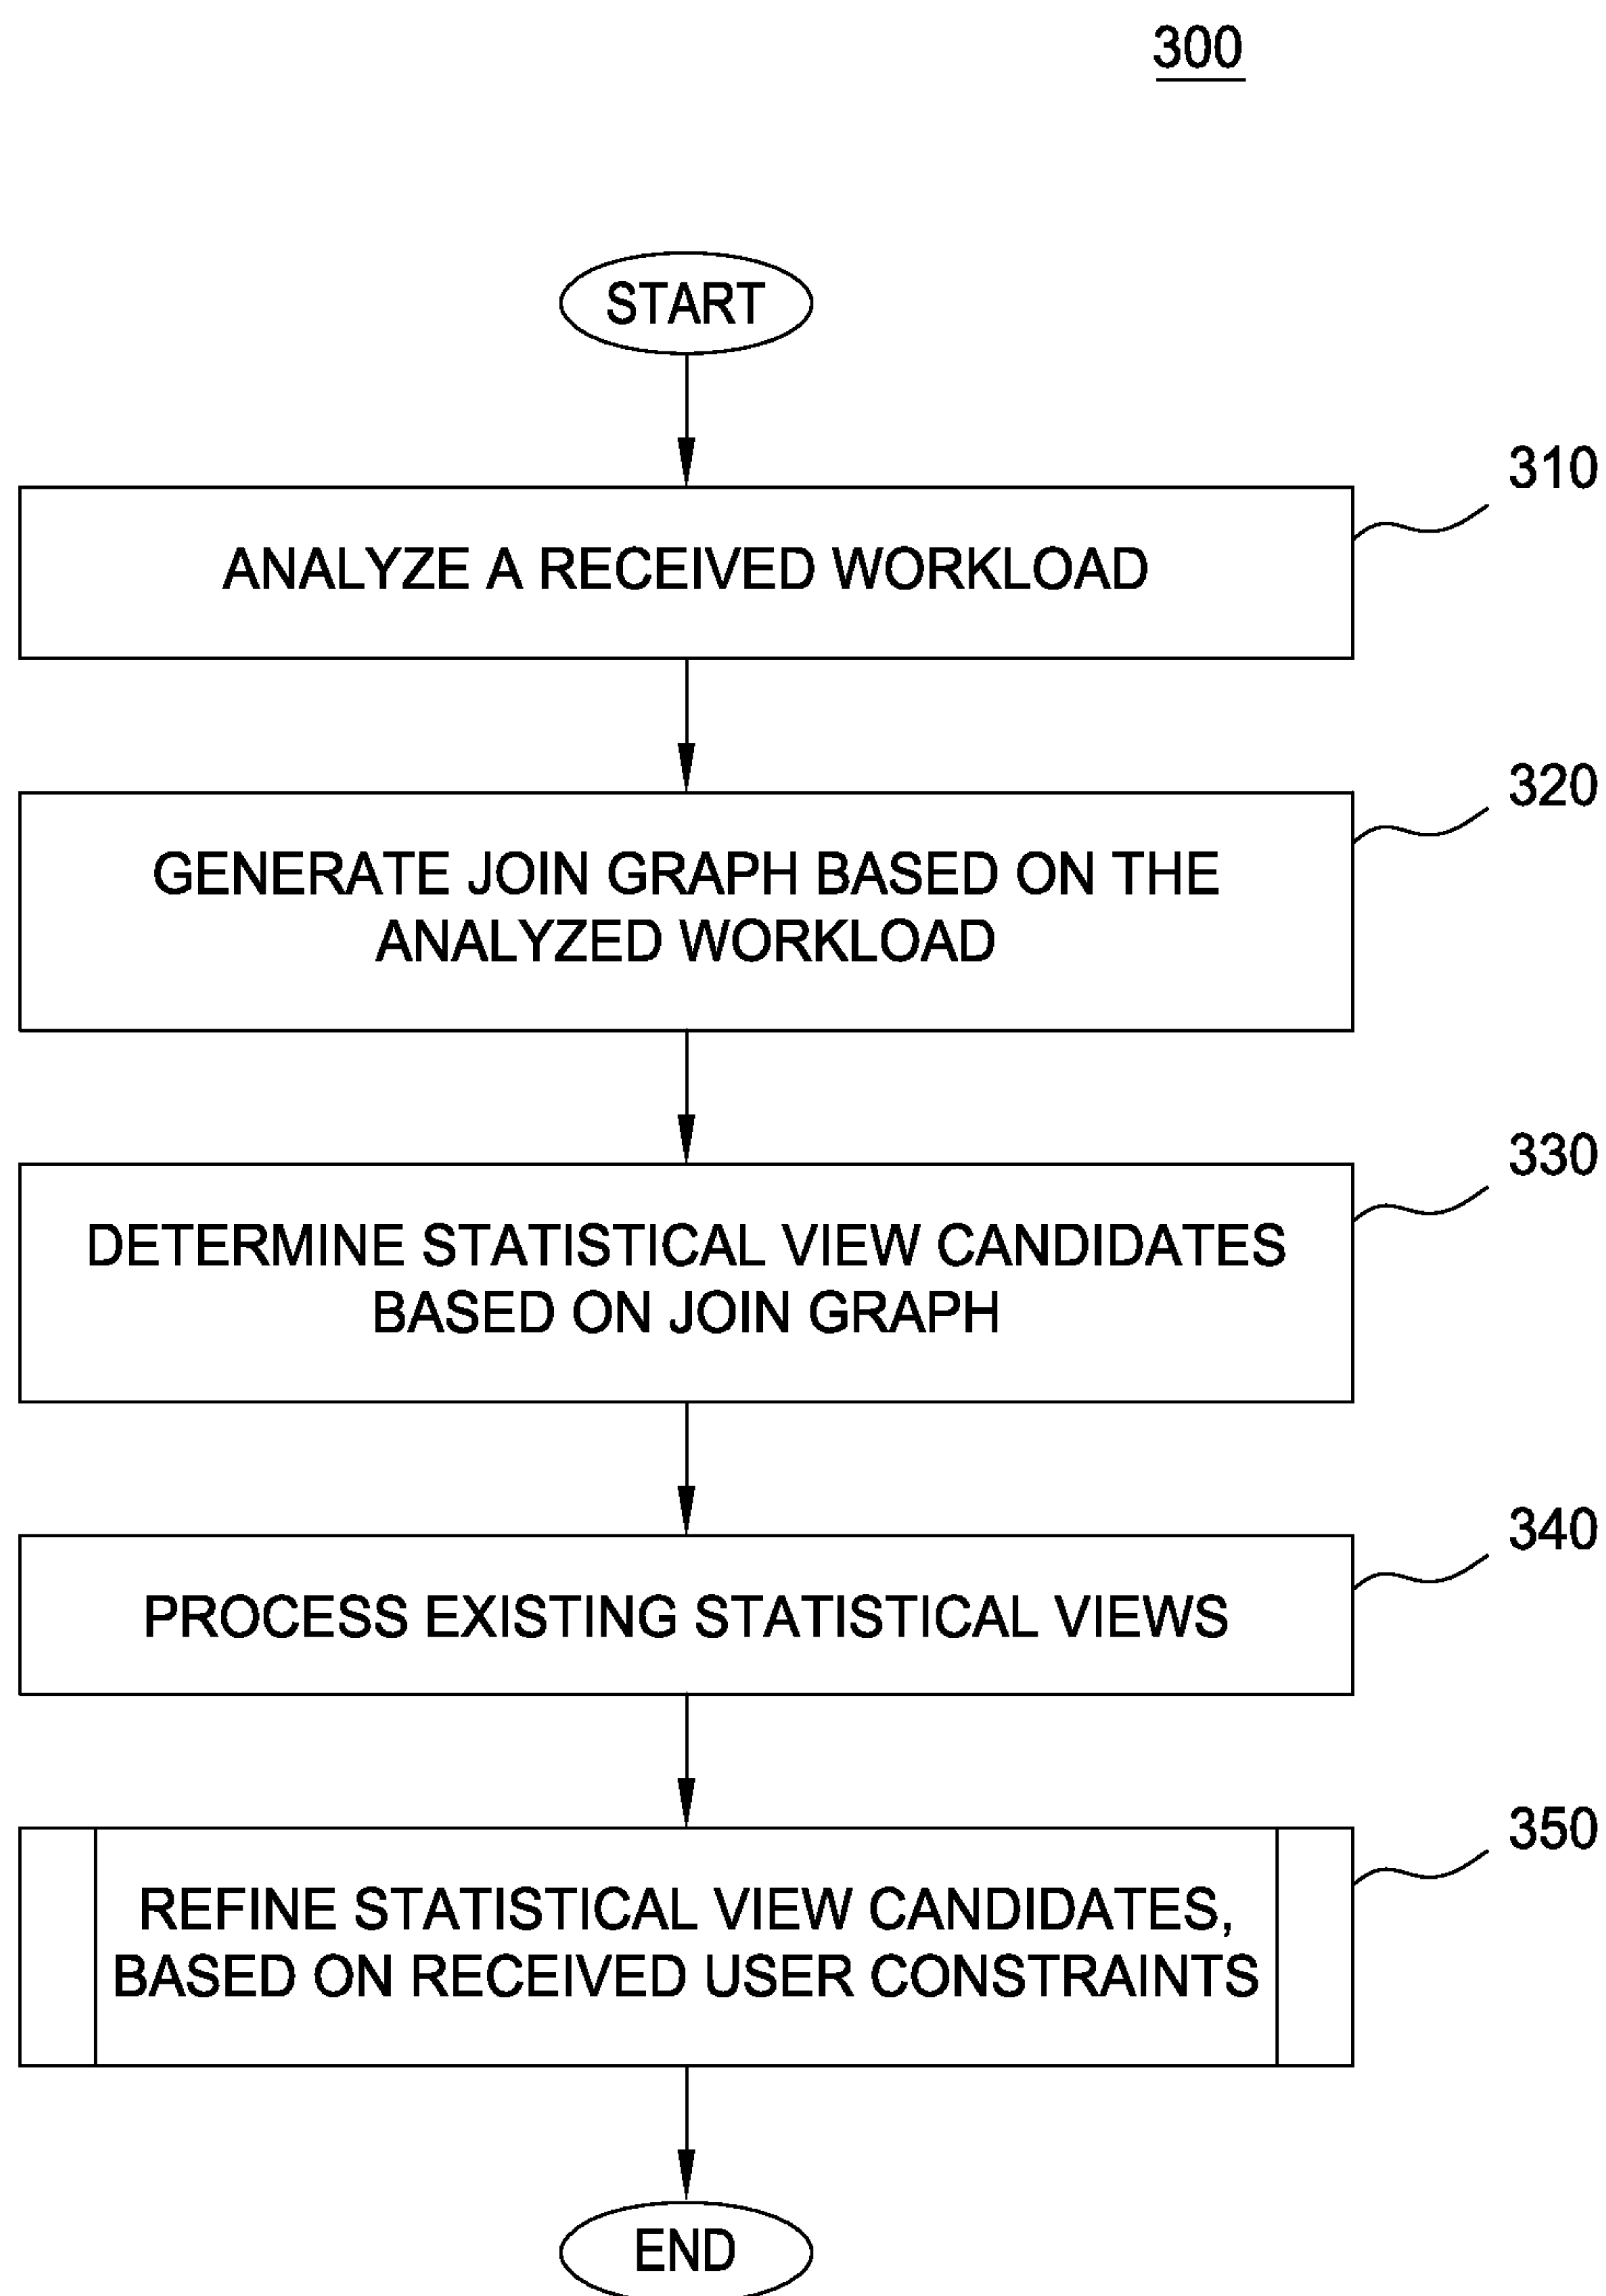 300
START
310
ANALYZE A RECEIVED WORKLOAD
320
GENERATE JOIN GRAPH BASED ON THE
ANALYZED WORKLOAD
330
DETERMINE STATISTICAL VIEW CANDIDATES
BASED ON JOIN GRAPH
340
PROCESS EXISTING STATISTICAL VIEWS
350
REFINE STATISTICAL VIEW CANDIDATES,
BASED ON RECEIVED USER CONSTRAINTS
END